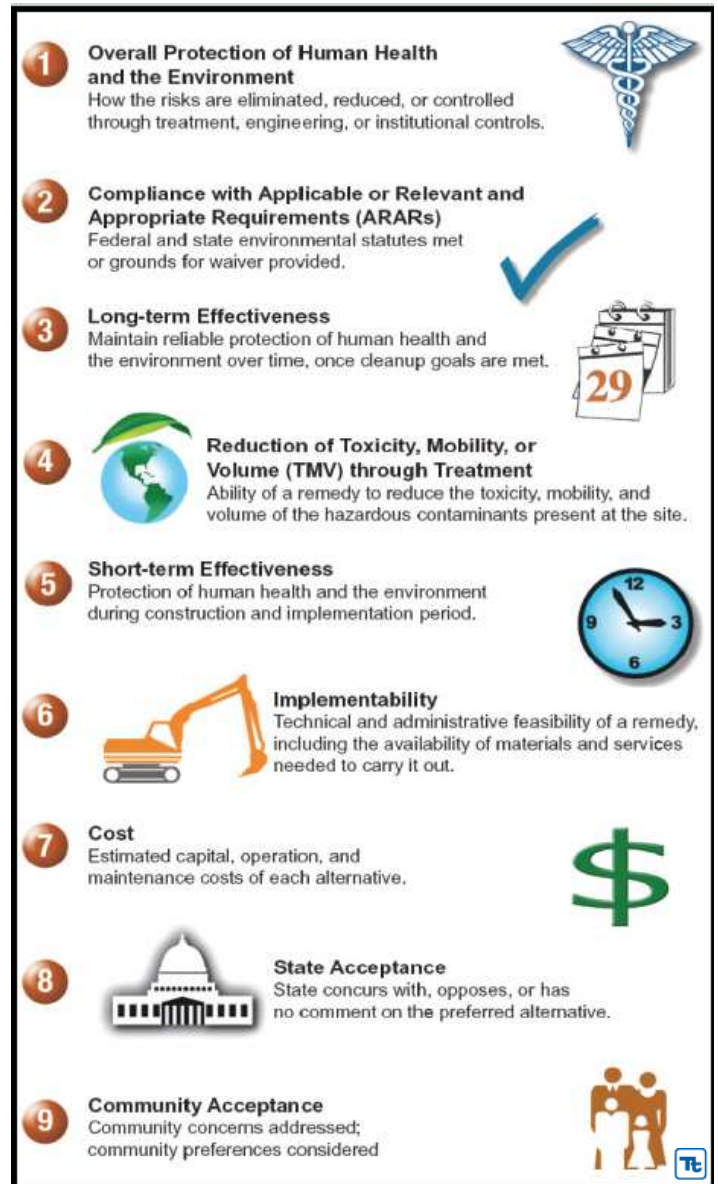 1
Overall Protection of Human Health
and the Environment
How the risks are eliminated, reduced, or controlled
through treatment, engineering, or institutional controls.
2
Compliance with Applicable or Relevant and
Appropriate Requirements (ARARs)
Federal and state environmental statutes met
or grounds for waiver provided.
3
Long-term Effectiveness
Maintain reliable protection of human health and
the environment over time, once cleanup goals are met.
29
4
Reduction of Toxicity, Mobility, or
Volume (TMV) through Treatment
Ability of a remedy to reduce the toxicity, mobility, and
volume of the hazardous contaminants present at the site.
5
Short-term Effectiveness
Protection of human health and the environment
during construction and implementation period.
12
9 3
6
6
Implementability
Technical and administrative feasibility of a remedy,
including the availability of materials and services
needed to carry it out.
7
Cost
Estimated capital, operation, and
maintenance costs of each alternative.
$
8
State Acceptance
State concurs with, opposes, or has
no comment on the preferred alternative.
9
Community Acceptance
Community concerns addressed;
community preferences considered
Tt